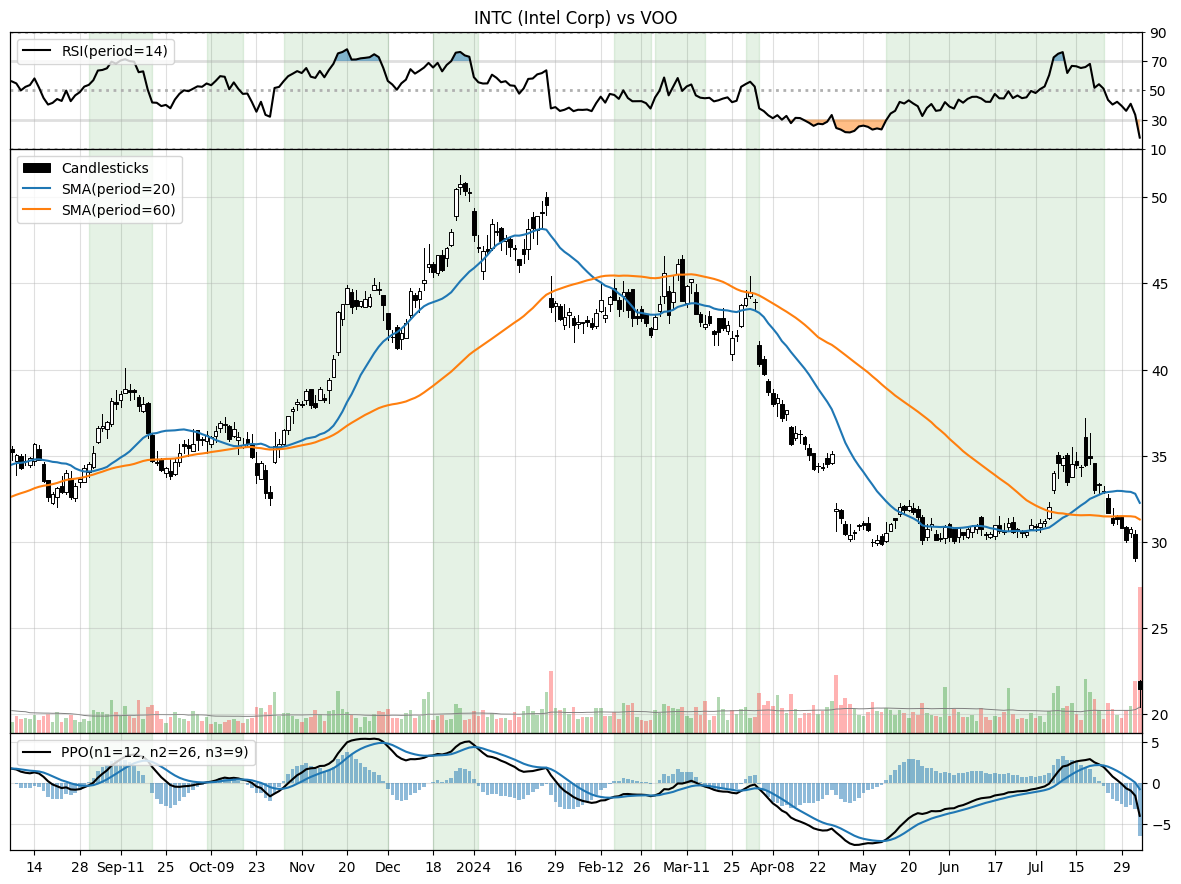 INTC (Intel Corp) vs VOO
RSI(period=14)
90
70
50
30
10
Candlesticks
SMA(period=20)
SMA(period=60)
50
45
40
35
30
25
20
PPO(n1=12, n2=26, n3=9)
5
0
−5
14 28 Sep-11 25 Oct-09 23 Nov 20 Dec 18 2024 16 29 Feb-12 26 Mar-11 25 Apr-08 22 May 20 Jun 17 Jul 15 29